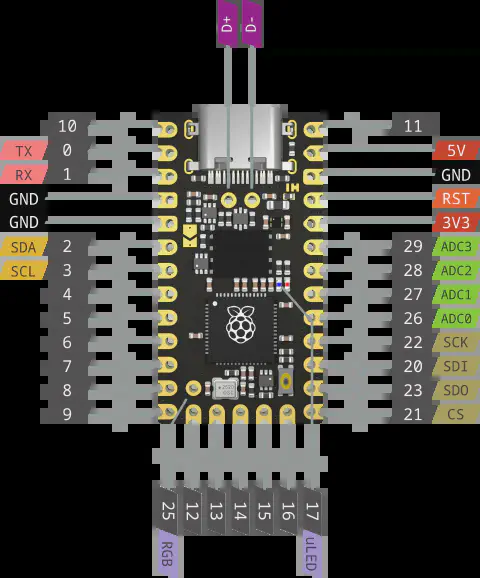 D+ D-
10 11
TX 0 5V
RX 1 GND
GND RST
GND 3V3
SDA 2 29 ADC3
SCL 3 28 ADC2
4 27 ADC1
5 26 ADC0
6 22 SCK
7 20 SDI
8 23 SDO
9 21 CS
25 12 13 14 15 16 17
RGB uLED